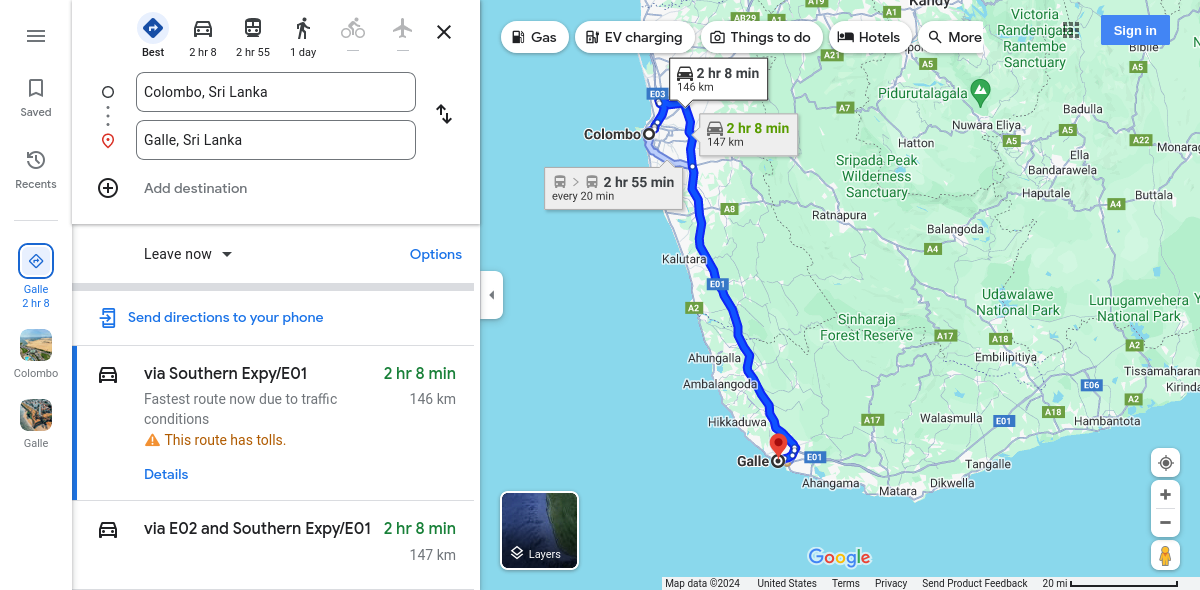 Saved
Recents
Galle
2 hr 8
Colombo
Galle
Best
2 hr 8
2 hr 55
1 day
—
—
Colombo, Sri Lanka
Galle, Sri Lanka
Add destination
Leave now
Options
Send directions to your phone
via Southern Expy/E01
2 hr 8 min
Fastest route now due to traffic
146 km
conditions
This route has tolls.
Details
via E02 and Southern Expy/E01
2 hr 8 min
147 km
Gas
EV charging
Things to do
Hotels
More
Sign in
AB29
A19
A1
Kandy
Victoria
Randenigala
Rantembe
Sanctuary
Bibile
A21
A5
A5
E03
2 hr 8 min
146 km
Pidurutalagala
A7
Badulla
Nuwara Eliya
A5
Colombo
2 hr 8 min
147 km
Hatton
A5
A22
Monaragala
Ella
Bandarawela
Sripada Peak
Wilderness
Sanctuary
2 hr 55 min
every 20 min
Haputale
Buttala
A4
A8
Ratnapura
Balangoda
A4
Kalutara
E01
Udawalawe
National Park
Lunugamvehera
National Park
A2
Sinharaja
Forest Reserve
A17
A18
A2
Embilipitiya
Ahungalla
Tissamaharama
Ambalangoda
E06
Kirinda
A2
Hikkaduwa
A17
Walasmulla
E01
A18
Hambantota
Galle
E01
Tangalle
Ahangama
Dikwella
Matara
Layers
Google
Map data ©2024
United States
Terms
Privacy
Send Product Feedback
20 mi